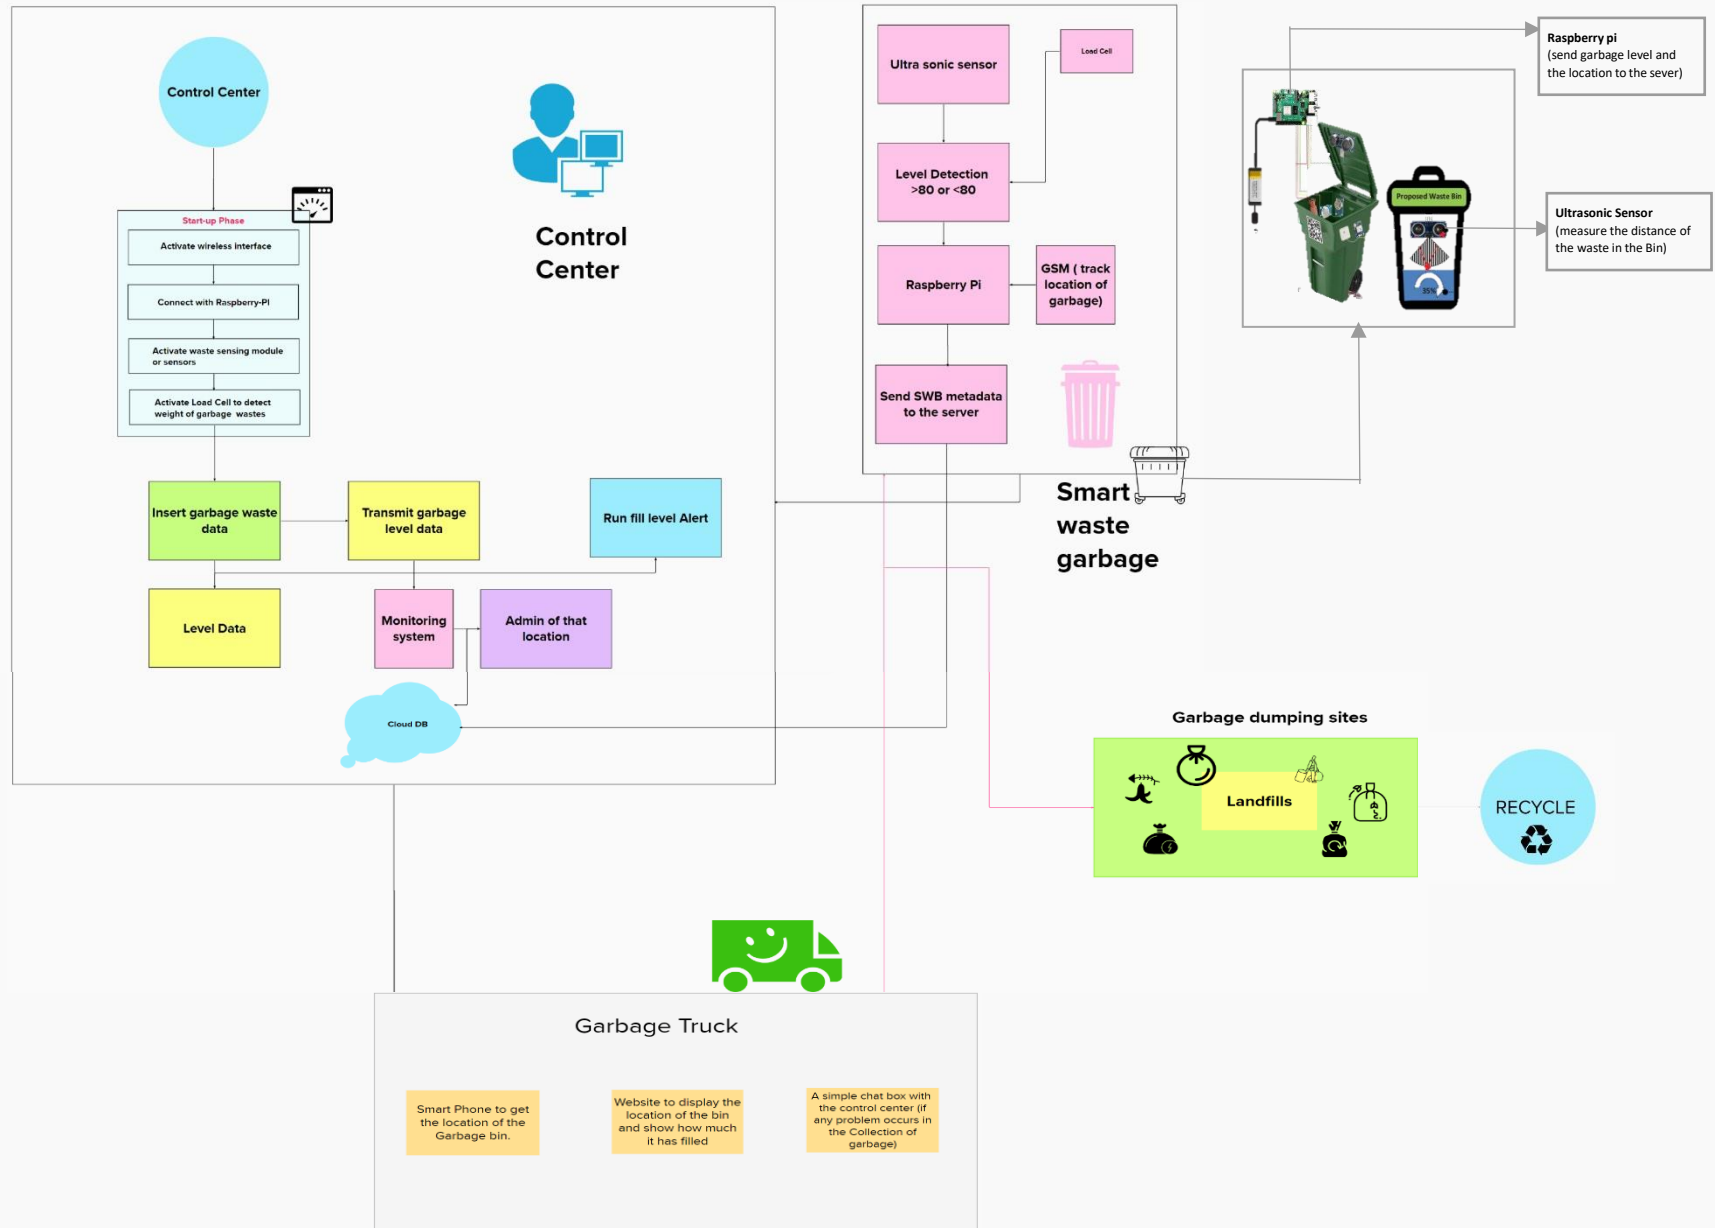 Control Center
Start-up Phase
Activate wireless interface
Connect with Raspberry-PI
Activate waste sensing module
or sensors
Activate Load Cell to detect
weight of garbage wastes
Control
Center
Insert garbage waste
data
Transmit garbage
level data
Run fill level Alert
Level Data
Monitoring
system
Admin of that
location
Cloud DB
Ultra sonic sensor
Load Cell
Level Detection
>80 or <80
Raspberry Pi
GSM ( track
location of
garbage)
Send SWB metadata
to the server
Smart
waste
garbage
Raspberry pi
(send garbage level and
the location to the sever)
Proposed Waste Bin
35%
Ultrasonic Sensor
(measure the distance of
the waste in the Bin)
Garbage dumping sites
Landfills
RECYCLE
Garbage Truck
Smart Phone to get
the location of the
Garbage bin.
Website to display the
location of the bin
and show how much
it has filled
A simple chat box with
the control center (if
any problem occurs in
the Collection of
garbage)